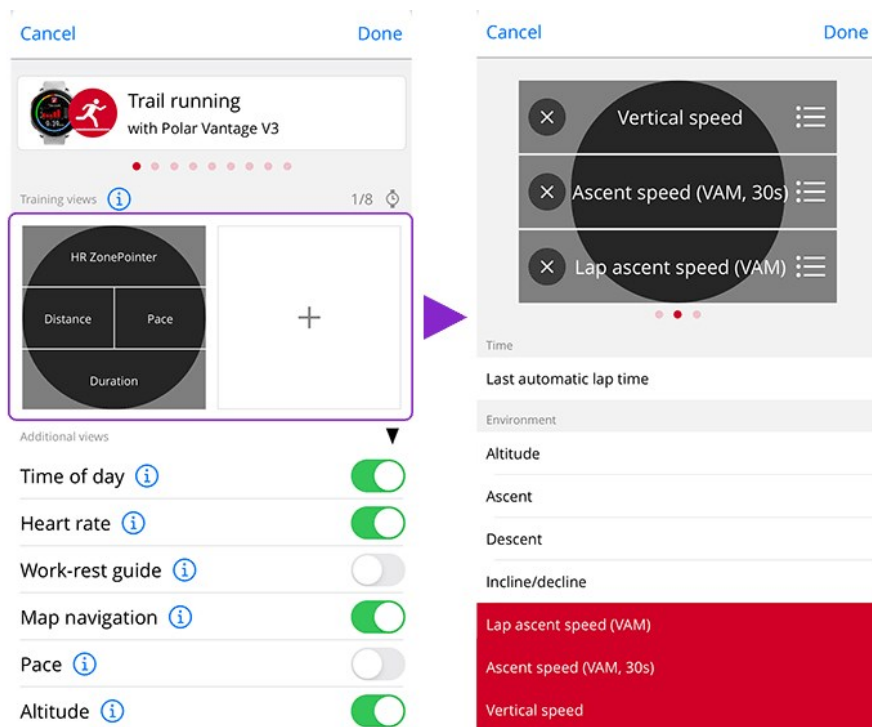 Cancel
Done
Trail running
with Polar Vantage V3
Training views
1/8
HR ZonePointer
Distance
Pace
Duration
Additional views
Time of day
Heart rate
Work-rest guide
Map navigation
Pace
Altitude
Cancel
Done
Vertical speed
Ascent speed (VAM, 30s)
Lap ascent speed (VAM)
Time
Last automatic lap time
Environment
Altitude
Ascent
Descent
Incline/decline
Lap ascent speed (VAM)
Ascent speed (VAM, 30s)
Vertical speed